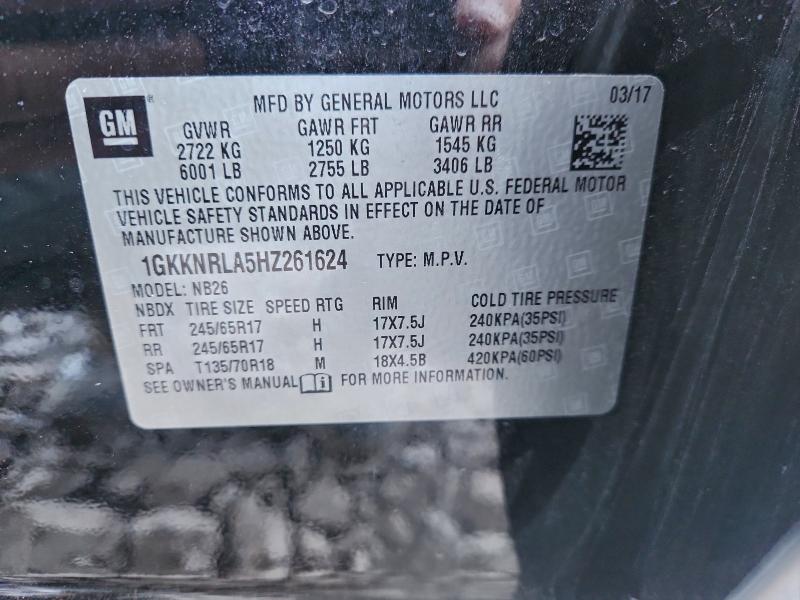 GM
MFD BY GENERAL MOTORS LLC 03/17
GVWR GAWR FRT GAWR RR
2722 KG 1250 KG 1545 KG
6001 LB 2755 LB 3406 LB
THIS VEHICLE CONFORMS TO ALL APPLICABLE U.S. FEDERAL MOTOR
VEHICLE SAFETY STANDARDS IN EFFECT ON THE DATE OF
MANUFACTURE SHOWN ABOVE.
1GKKNRLA5HZ261624 TYPE: M.P.V.
MODEL: NB26
NBDX TIRE SIZE SPEED RTG RIM COLD TIRE PRESSURE
FRT 245/65R17 H 17X7.5J 240KPA(35PSI)
RR 245/65R17 H 17X7.5J 240KPA(35PSI)
SPA T135/70R18 M 18X4.5B 420KPA(60PSI)
SEE OWNER'S MANUAL FOR MORE INFORMATION.